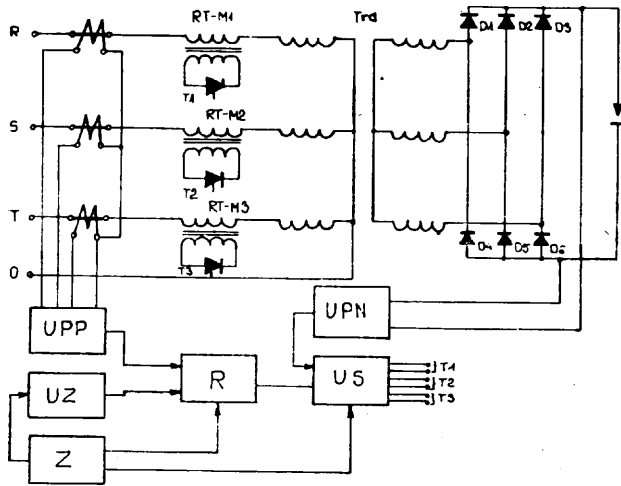 R
RT-M1
Trd
D1 D2 D3
T1
S
RT-M2
T2
T
RT-M3
T3
0
D4 D5 D6
UPP
UPN
R
US
T1
T2
T3
UZ
Z